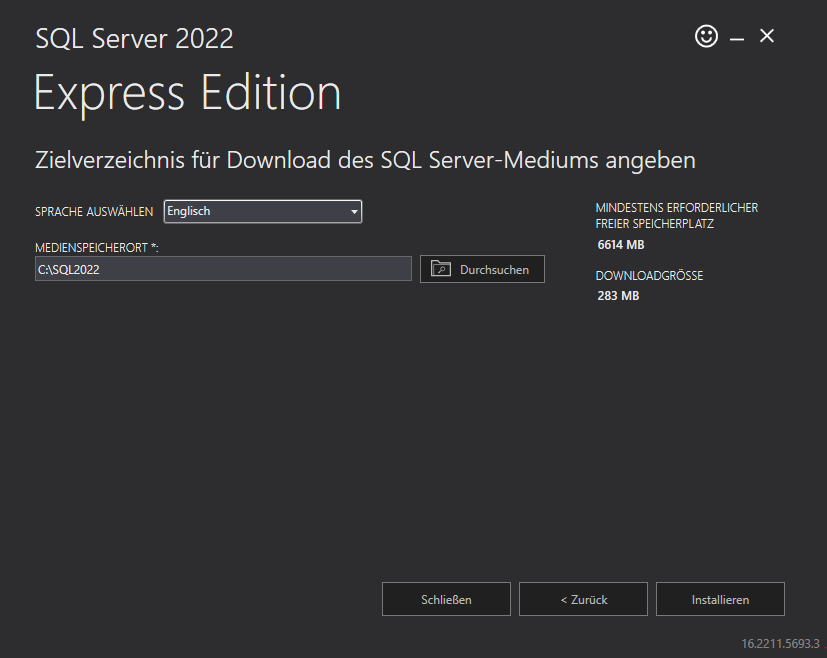 SQL Server 2022
Express Edition
Zielverzeichnis für Download des SQL Server-Mediums angeben
SPRACHE AUSWÄHLEN Englisch
MEDIENSPEICHERORT *:
C:\SQL2022 Durchsuchen
MINDESTENS ERFORDERLICHER
FREIER SPEICHERPLATZ
6614 MB
DOWNLOADGRÖSSE
283 MB
Schließen < Zurück Installieren
16.2211.5693.3